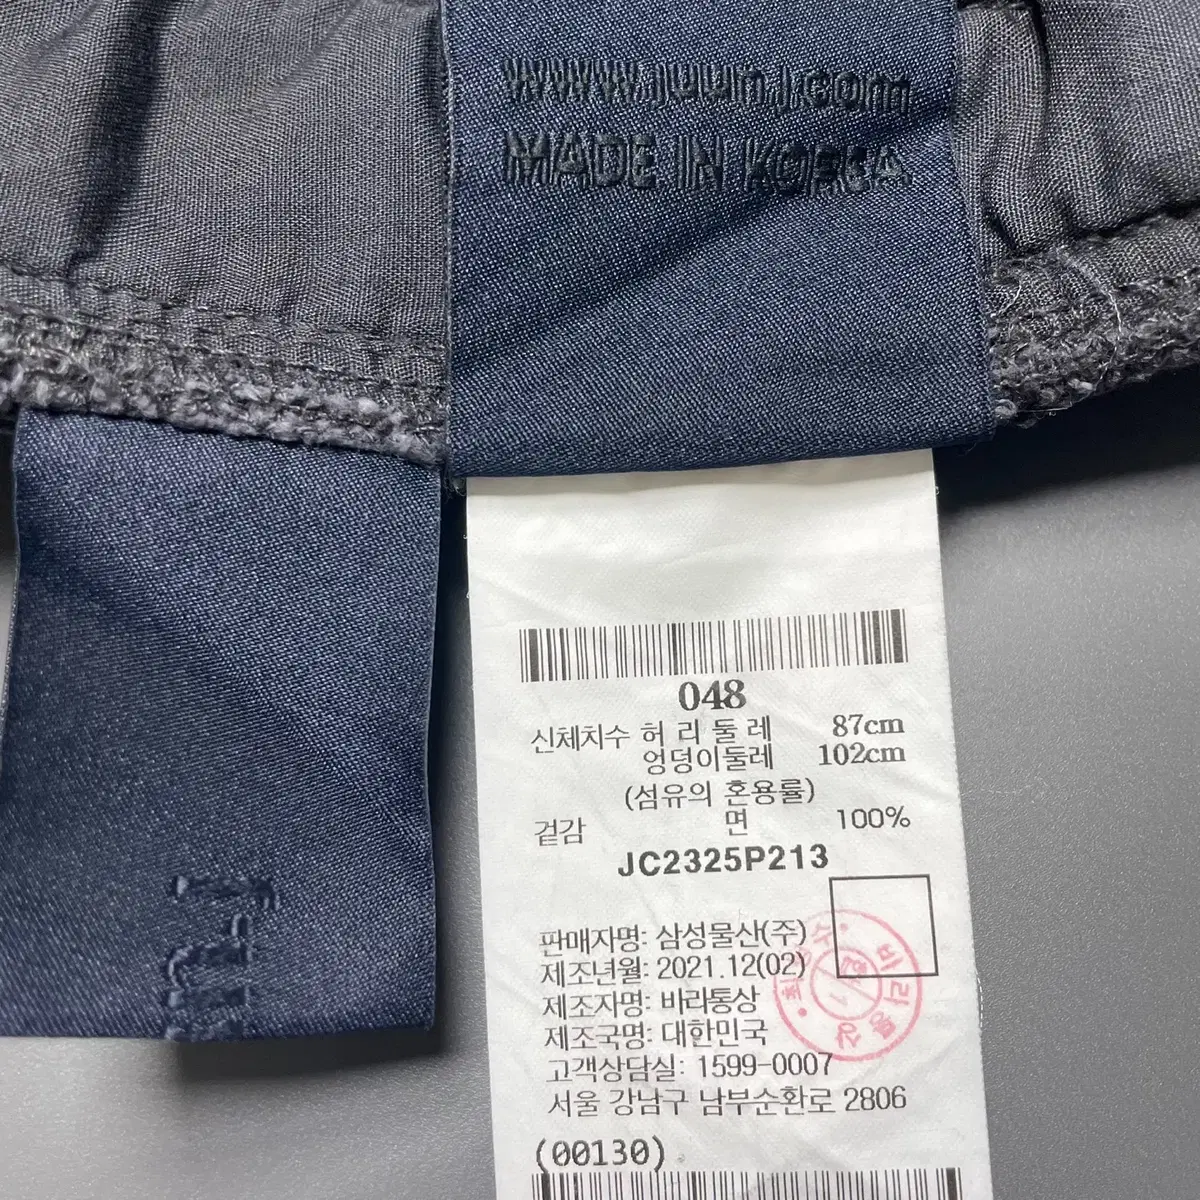 www.juunj.com
MADE IN KOREA
048
신체치수 허 리 둘 레 87cm
엉덩이둘레 102cm
(섬유의 혼용률)
겉감 면 100%
JC2325P213
판매자명: 삼성물산(주)
제조년월: 2021.12(02)
제조자명: 바라통상
제조국명: 대한민국
고객상담실: 1599-0007
서울 강남구 남부순환로 2806
(00130)